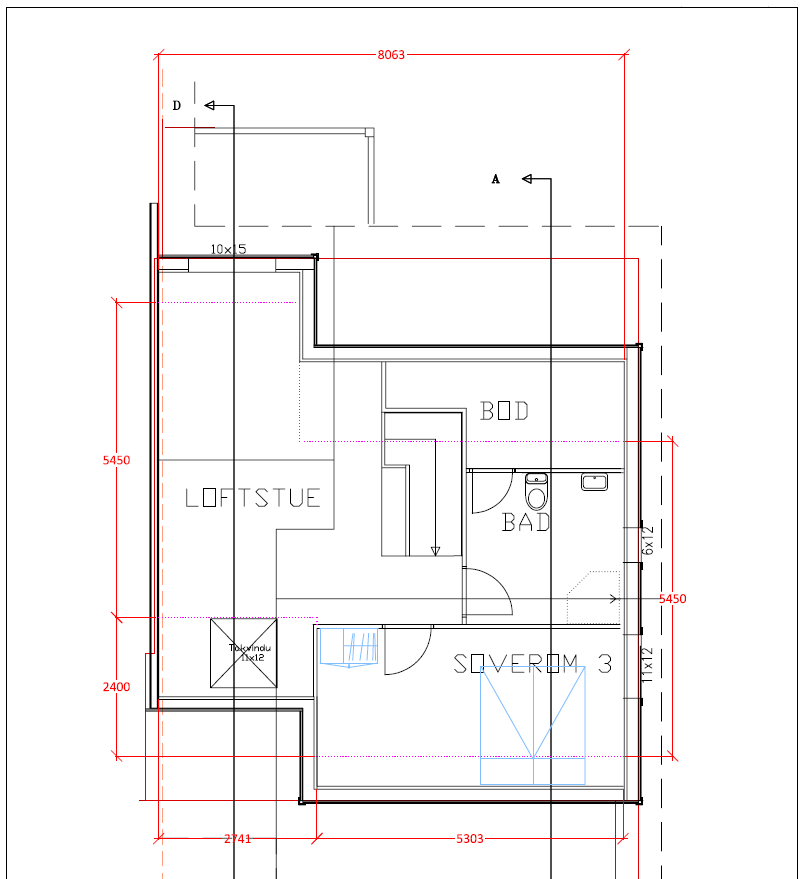 8063
D
A
10x15
BOD
5450
LOFTSTUE
BAD
6x12
5450
Takvindu
11x12
SOVEROM 3
11x12
2400
2741
5303